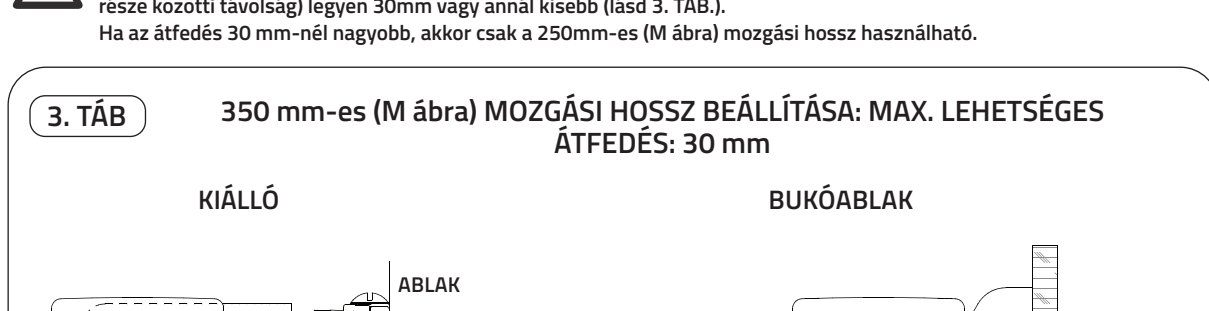 része közötti távolság) legyen 30mm vagy annál kisebb (lásd 3. TÁB.).
Ha az átfedés 30 mm-nél nagyobb, akkor csak a 250mm-es (M ábra) mozgási hossz használható.
3. TÁB
350 mm-es (M ábra) MOZGÁSI HOSSZ BEÁLLÍTÁSA: MAX. LEHETSÉGES
ÁTFEDÉS: 30 mm
KIÁLLÓ
BUKÓABLAK
ABLAK